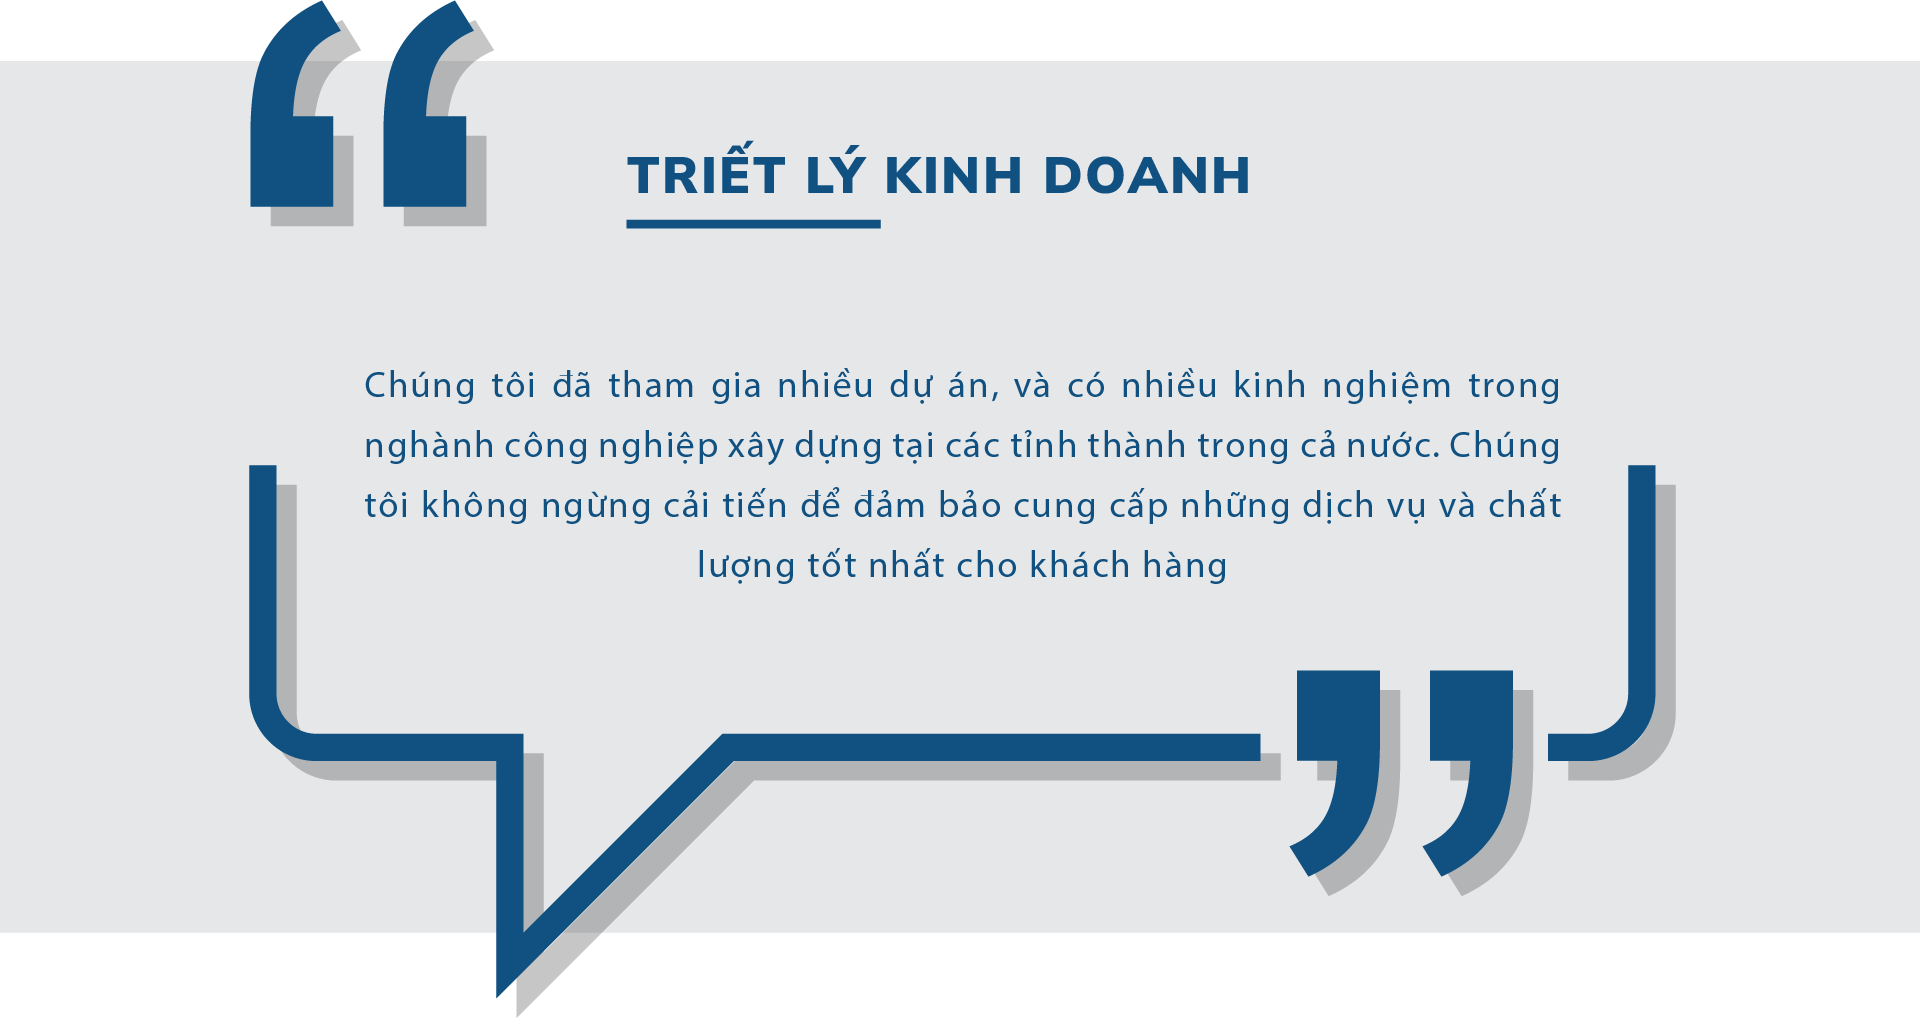 TRIẾT LÝ KINH DOANH
Chúng tôi đã tham gia nhiều dự án, và có nhiều kinh nghiệm trong
nghành công nghiệp xây dựng tại các tỉnh thành trong cả nước. Chúng
tôi không ngừng cải tiến để đảm bảo cung cấp những dịch vụ và chất
lượng tốt nhất cho khách hàng